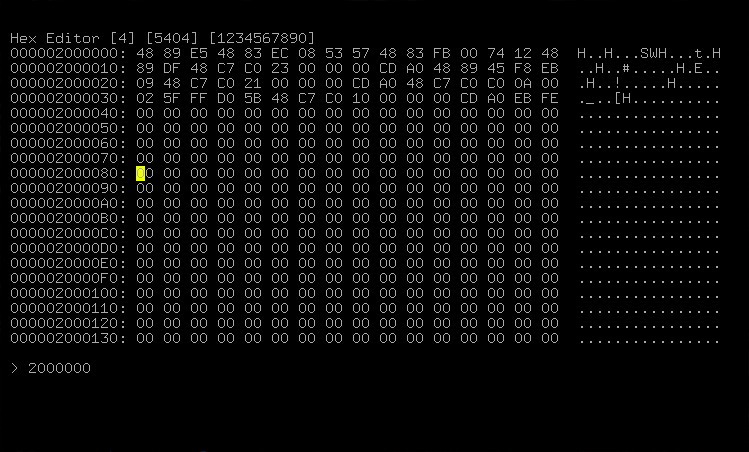 Hex Editor [4] [5404] [1234567890]
000002000000: 48 89 E5 48 83 EC 08 53 57 48 83 FB 00 74 12 48 H..H...SWH...t.H
000002000010: 89 DF 48 C7 C0 23 00 00 00 CD A0 48 89 45 F8 EB ..H..#.....H.E..
000002000020: 09 48 C7 C0 21 00 00 00 CD A0 48 C7 C0 C0 0A 00 .H..!.....H.....
000002000030: 02 5F FF D0 5B 48 C7 C0 10 00 00 00 CD A0 EB FE ._..[H..........
000002000040: 00 00 00 00 00 00 00 00 00 00 00 00 00 00 00 00 ................
000002000050: 00 00 00 00 00 00 00 00 00 00 00 00 00 00 00 00 ................
000002000060: 00 00 00 00 00 00 00 00 00 00 00 00 00 00 00 00 ................
000002000070: 00 00 00 00 00 00 00 00 00 00 00 00 00 00 00 00 ................
000002000080: 00 00 00 00 00 00 00 00 00 00 00 00 00 00 00 00 ................
000002000090: 00 00 00 00 00 00 00 00 00 00 00 00 00 00 00 00 ................
0000020000A0: 00 00 00 00 00 00 00 00 00 00 00 00 00 00 00 00 ................
0000020000B0: 00 00 00 00 00 00 00 00 00 00 00 00 00 00 00 00 ................
0000020000C0: 00 00 00 00 00 00 00 00 00 00 00 00 00 00 00 00 ................
0000020000D0: 00 00 00 00 00 00 00 00 00 00 00 00 00 00 00 00 ................
0000020000E0: 00 00 00 00 00 00 00 00 00 00 00 00 00 00 00 00 ................
0000020000F0: 00 00 00 00 00 00 00 00 00 00 00 00 00 00 00 00 ................
000002000100: 00 00 00 00 00 00 00 00 00 00 00 00 00 00 00 00 ................
000002000110: 00 00 00 00 00 00 00 00 00 00 00 00 00 00 00 00 ................
000002000120: 00 00 00 00 00 00 00 00 00 00 00 00 00 00 00 00 ................
000002000130: 00 00 00 00 00 00 00 00 00 00 00 00 00 00 00 00 ................
> 2000000